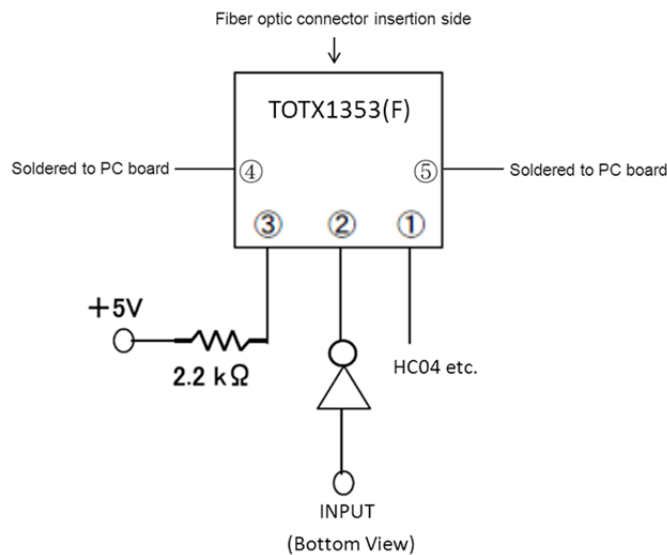 Fiber optic connector insertion side
TOTX1353(F)
Soldered to PC board
④
⑤
Soldered to PC board
③
②
①
+5V
2.2 kΩ
HC04 etc.
INPUT
(Bottom View)